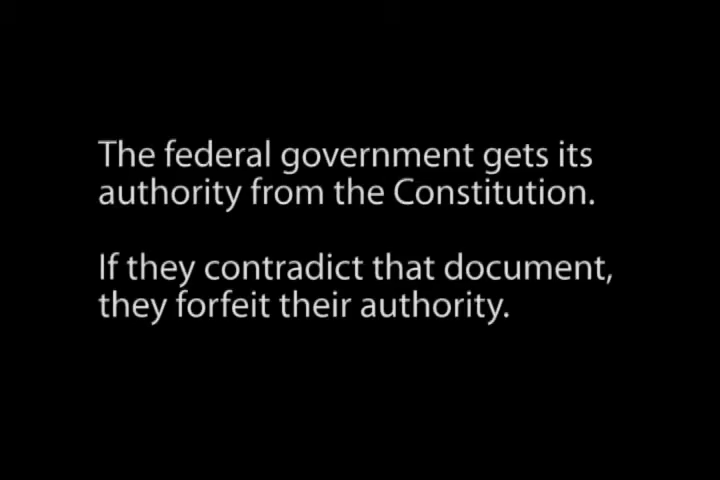 The federal government gets its
authority from the Constitution.
If they contradict that document,
they forfeit their authority.